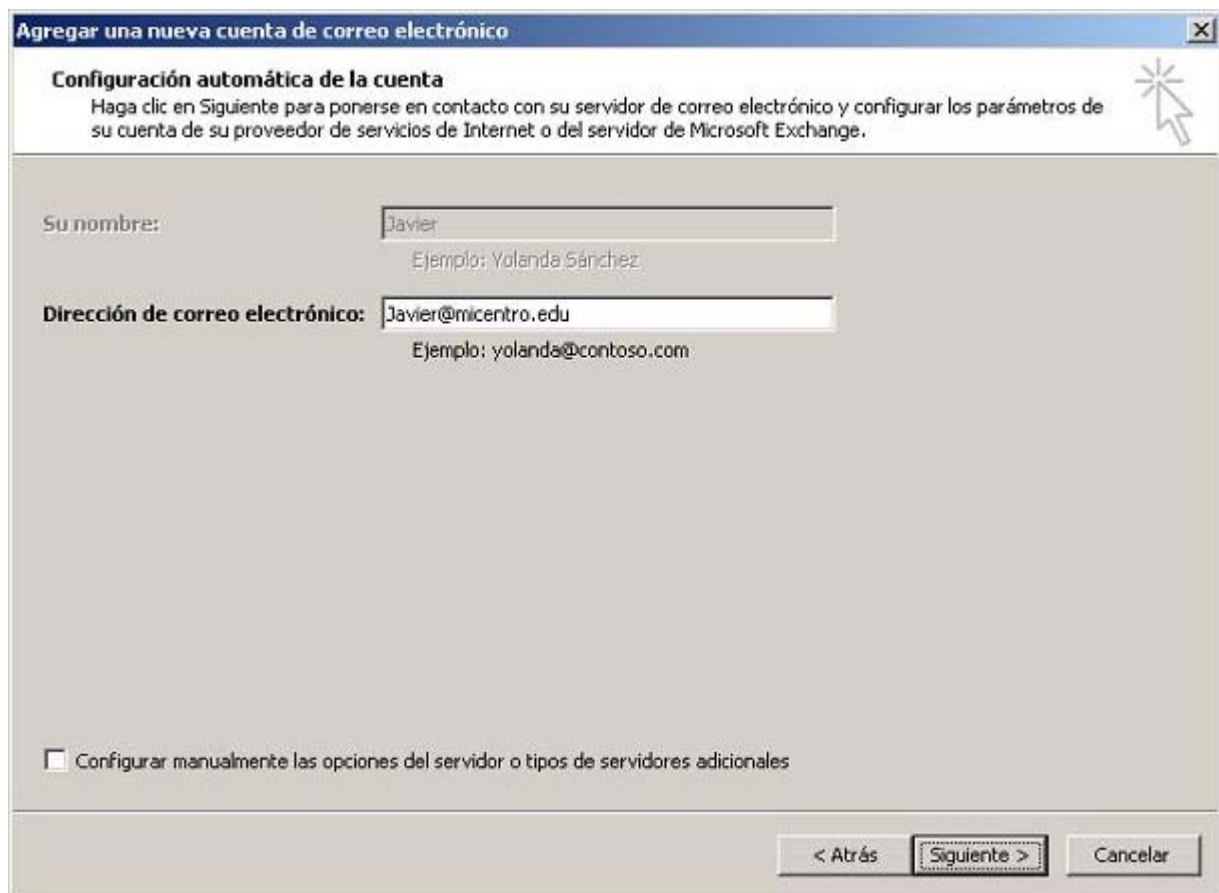 Agregar una nueva cuenta de correo electrónico
Configuración automática de la cuenta
Haga clic en Siguiente para ponerse en contacto con su servidor de correo electrónico y configurar los parámetros de
su cuenta de su proveedor de servicios de Internet o del servidor de Microsoft Exchange.
Su nombre: Javier
Ejemplo: Yolanda Sánchez
Dirección de correo electrónico: Javier@micentro.edu
Ejemplo: yolanda@contoso.com
Configurar manualmente las opciones del servidor o tipos de servidores adicionales
< Atrás Siguiente > Cancelar